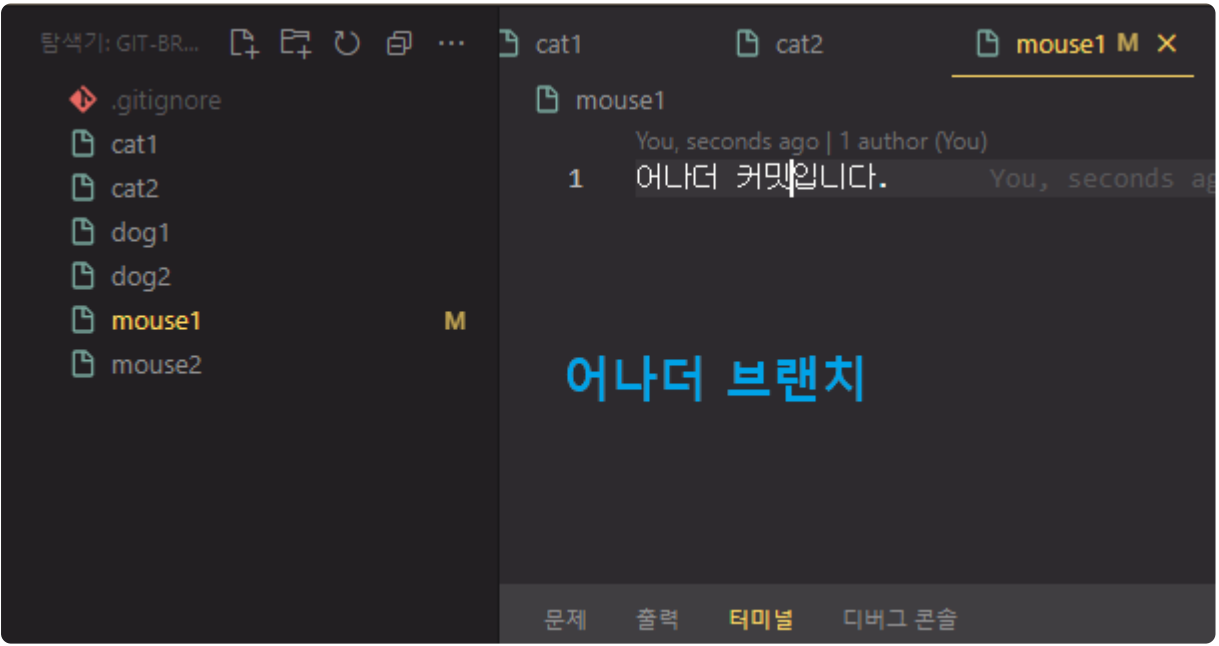 탐색기: GIT-BR...
.gitignore
cat1
cat2
dog1
dog2
mouse1 M
mouse2
cat1 cat2 mouse1 M
mouse1
You, seconds ago | 1 author (You)
1 어나더 커밋입니다. You, seconds ag
어나더 브랜치
문제 출력 터미널 디버그 콘솔